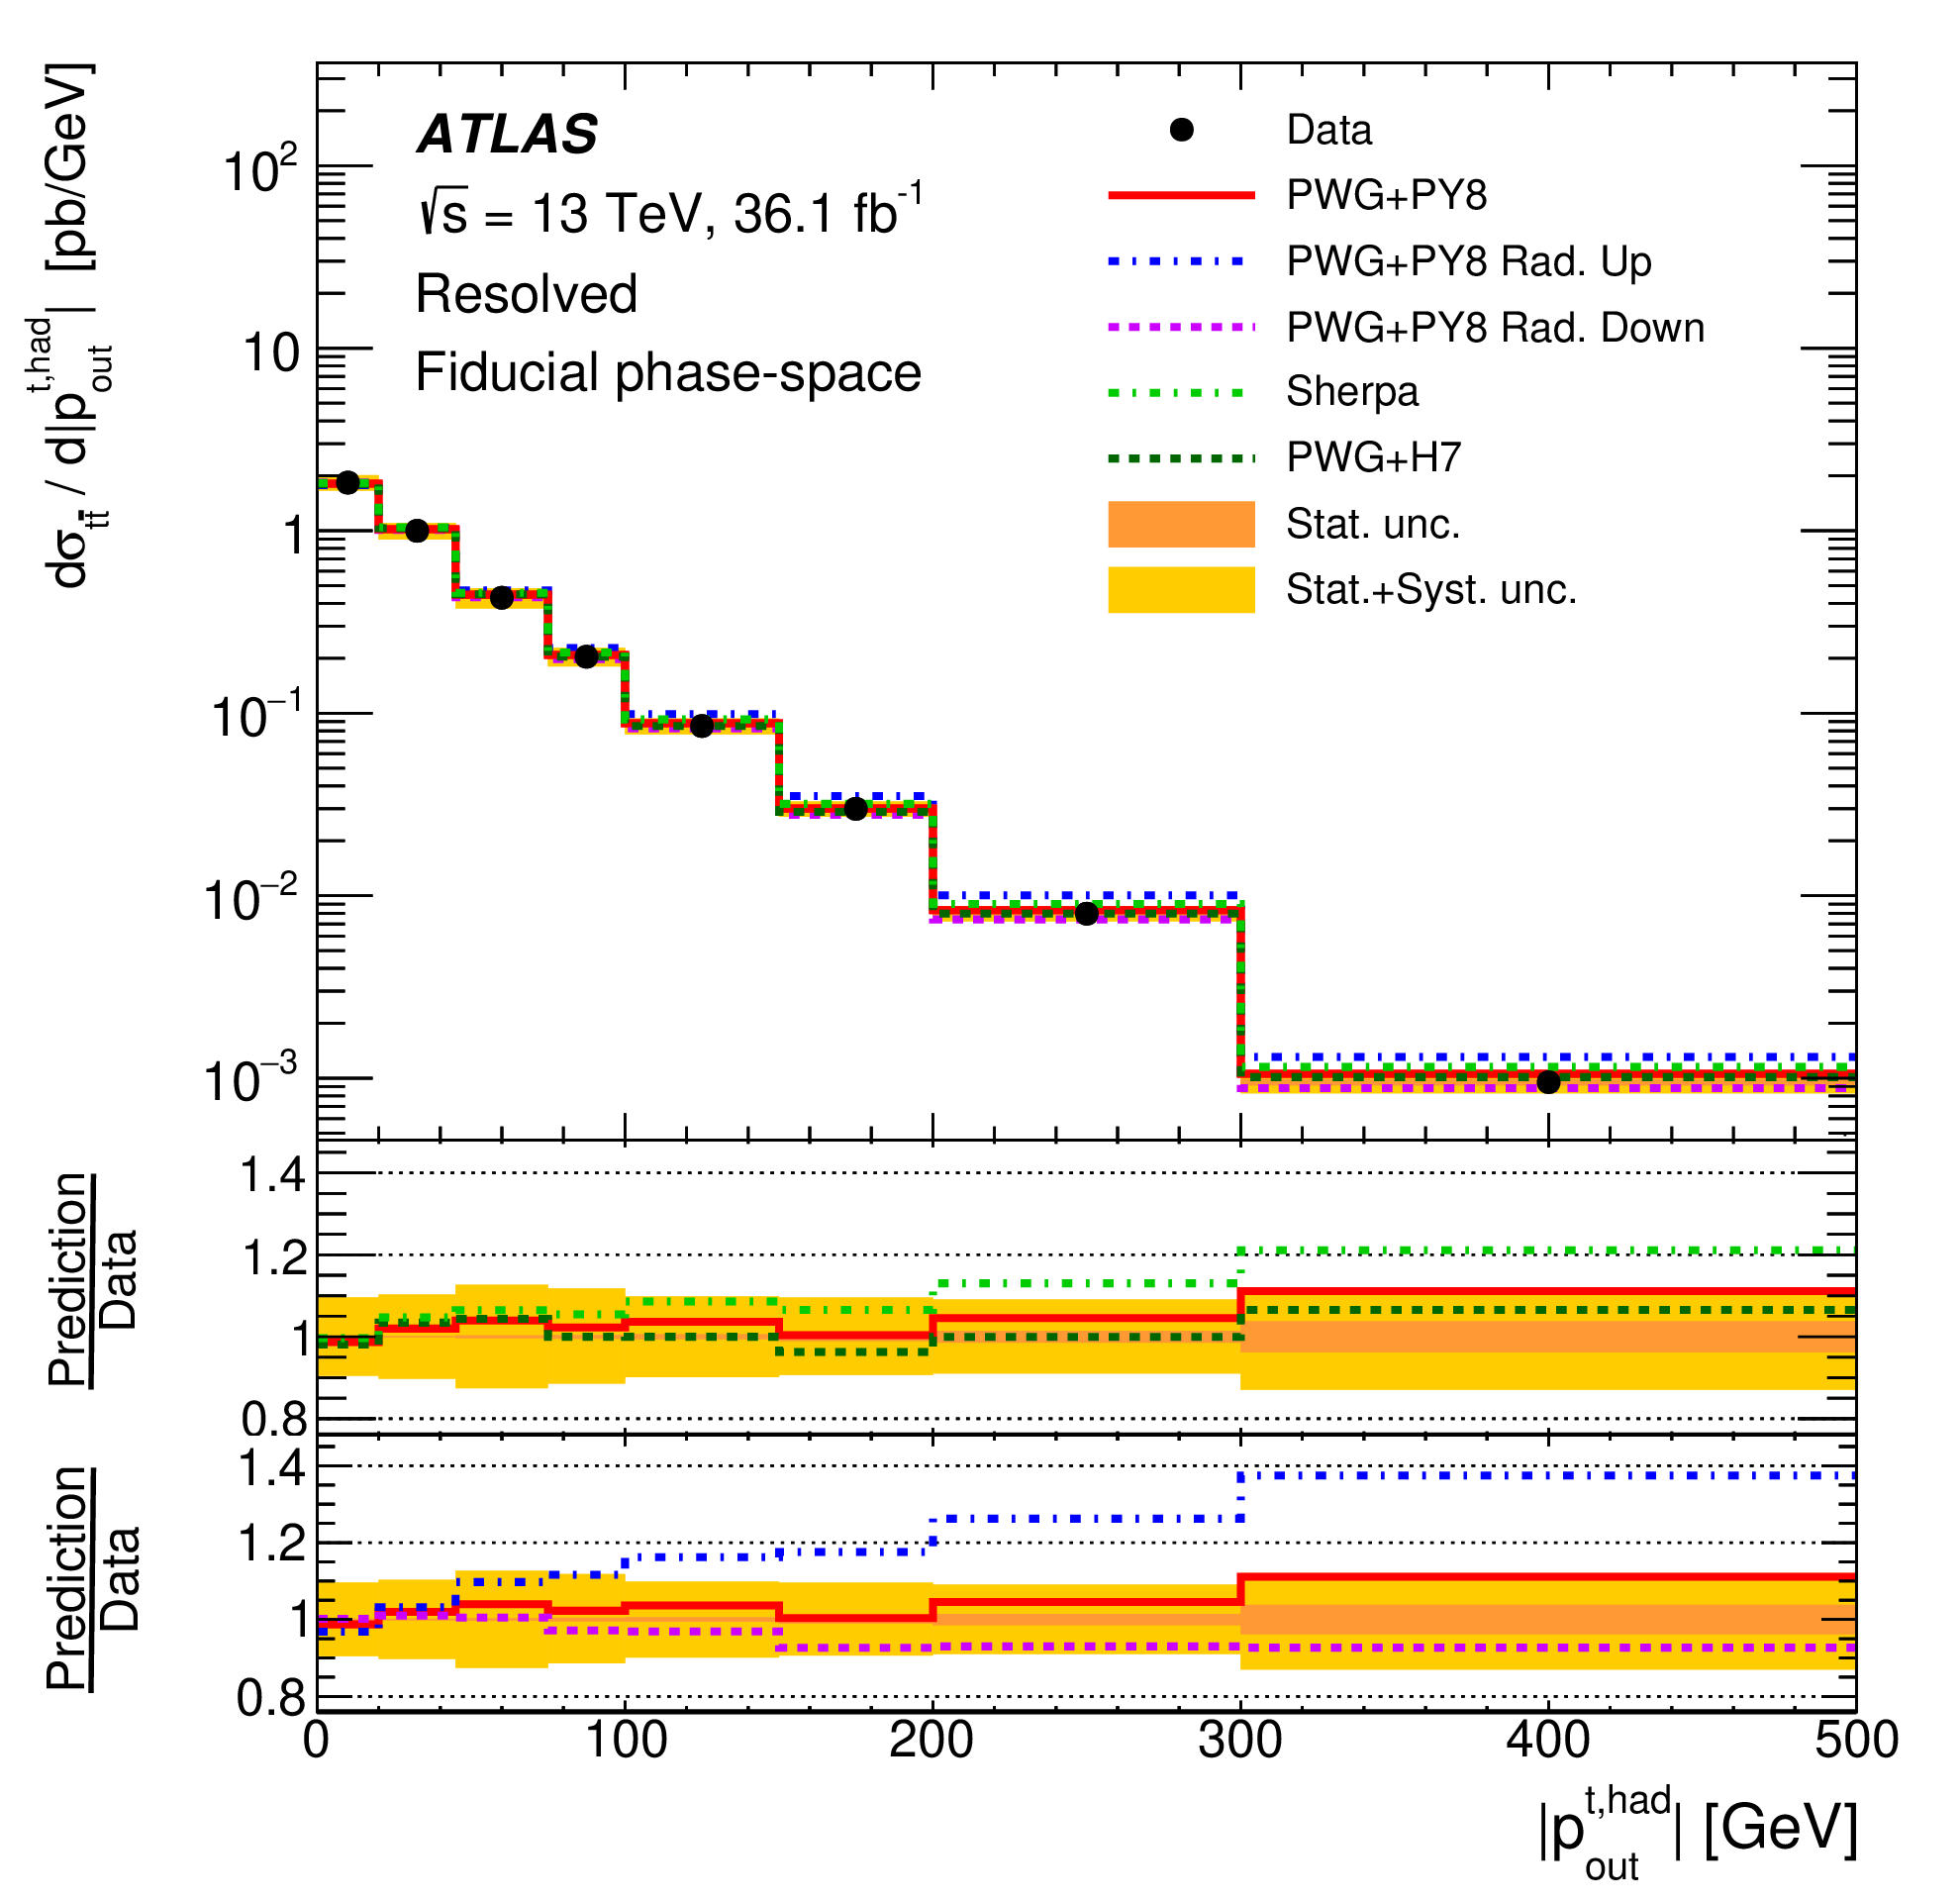 ATLAS
√s = 13 TeV, 36.1 fb⁻¹
Resolved
Fiducial phase-space
Data
PWG+PY8
PWG+PY8 Rad. Up
PWG+PY8 Rad. Down
Sherpa
PWG+H7
Stat. unc.
Stat.+Syst. unc.
dσ_tt̄ / d|p_out^t,had| [pb/GeV]
10²
10
1
10⁻¹
10⁻²
10⁻³
Prediction
Data
1.4
1.2
1
0.8
Prediction
Data
1.4
1.2
1
0.8
0 100 200 300 400 500
|p_out^t,had| [GeV]